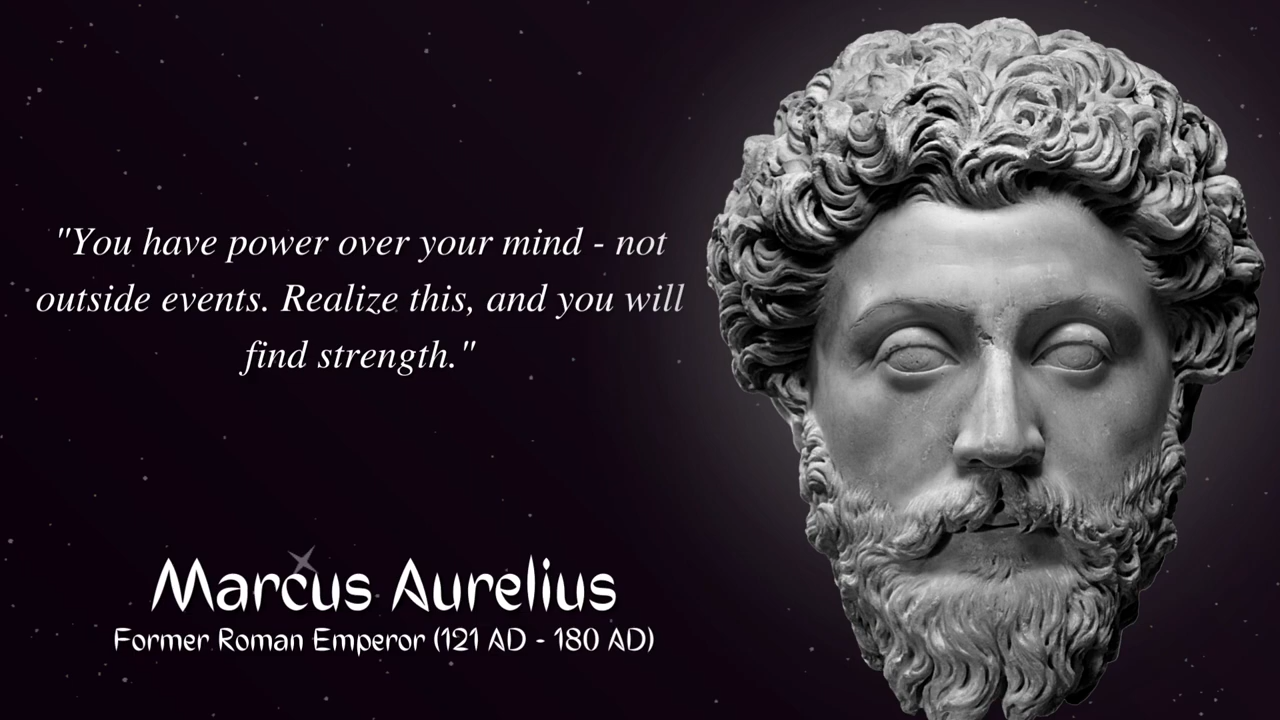 "You have power over your mind - not
outside events. Realize this, and you will
find strength."
Marcus Aurelius
Former Roman Emperor (121 AD - 180 AD)